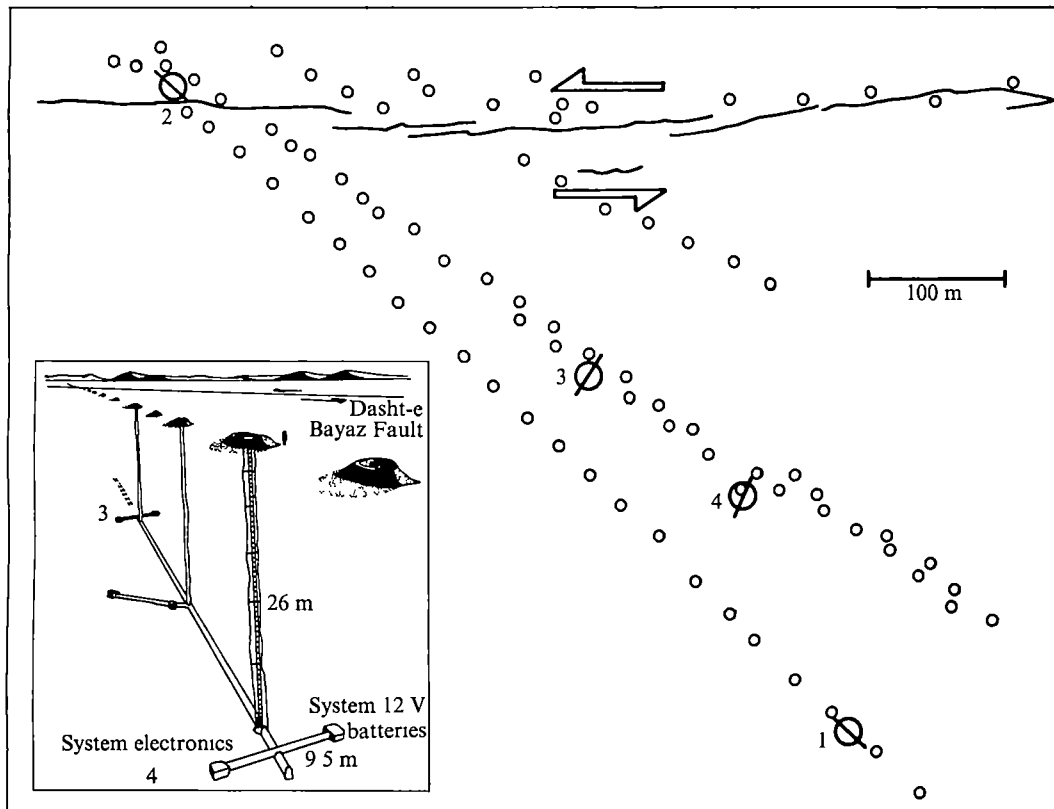 2
100 m
3
4
1
Dasht-e
Bayaz Fault
3
26 m
System 12 V
batteries
System electronics
9 5 m
4